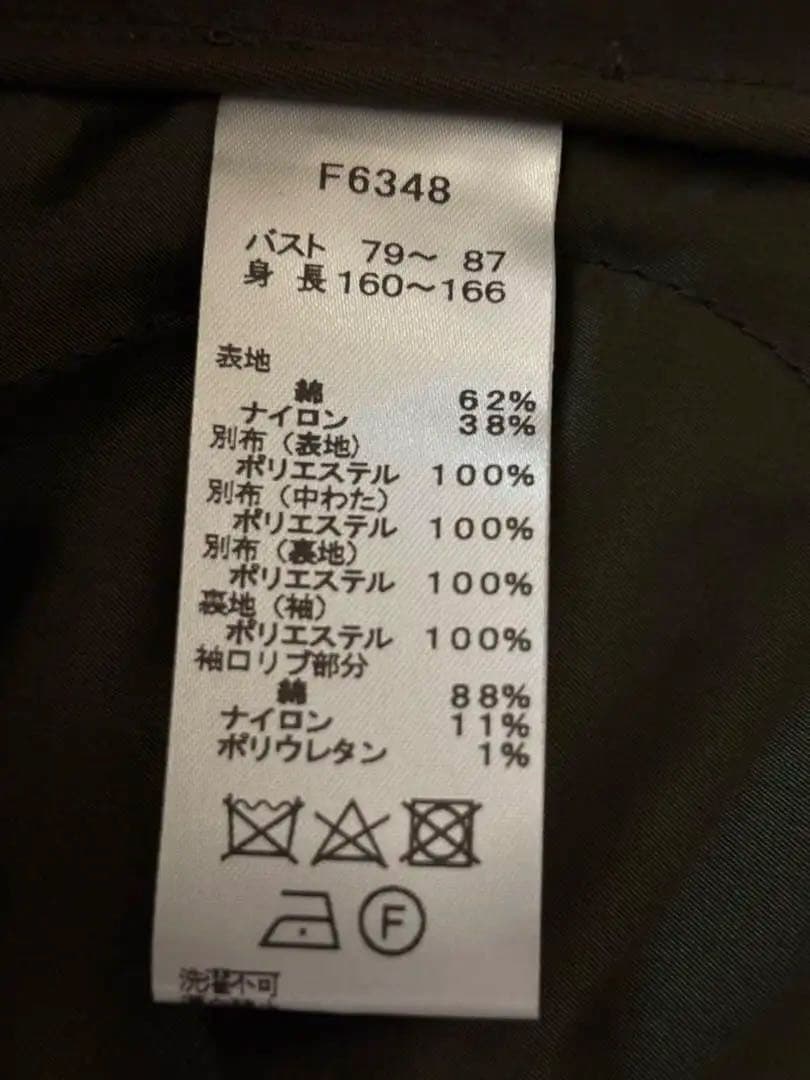 F6348
バスト 79～ 87
身 長 160～166
表地
綿 62%
ナイロン 38%
別布（表地）
ポリエステル 100%
別布（中わた）
ポリエステル 100%
別布（裏地）
ポリエステル 100%
裏地（袖）
ポリエステル 100%
袖口リブ部分
綿 88%
ナイロン 11%
ポリウレタン 1%
F
洗濯不可